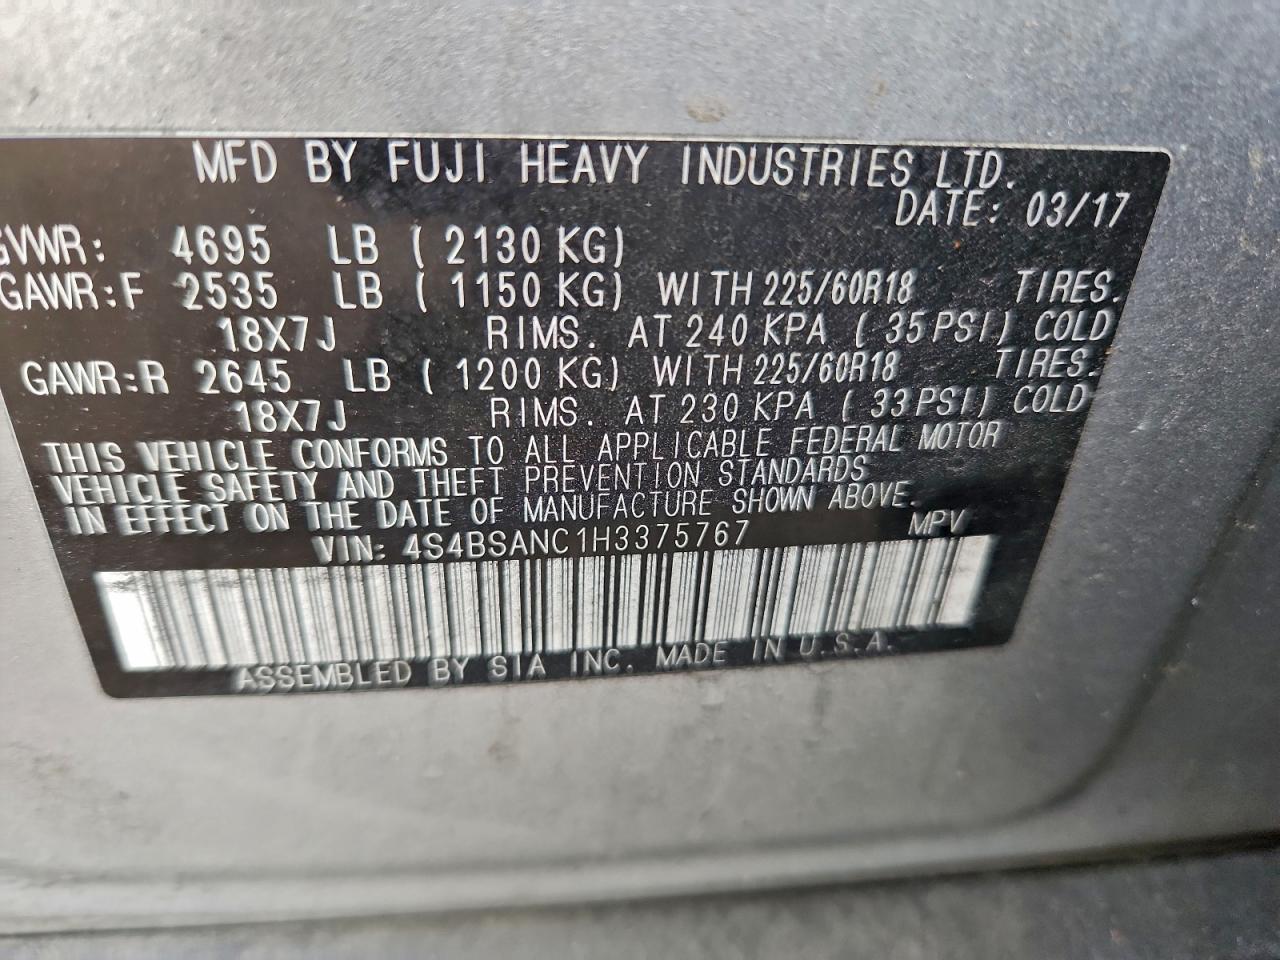 MFD BY FUJI HEAVY INDUSTRIES LTD.
DATE: 03/17
GVWR: 4695 LB ( 2130 KG)
GAWR:F 2535 LB ( 1150 KG) WITH 225/60R18 TIRES.
18X7J RIMS. AT 240 KPA ( 35 PSI) COLD
GAWR:R 2645 LB ( 1200 KG) WITH 225/60R18 TIRES.
18X7J RIMS. AT 230 KPA ( 33 PSI) COLD
THIS VEHICLE CONFORMS TO ALL APPLICABLE FEDERAL MOTOR
VEHICLE SAFETY AND THEFT PREVENTION STANDARDS
IN EFFECT ON THE DATE OF MANUFACTURE SHOWN ABOVE.
VIN: 4S4BSANC1H3375767 MPV
ASSEMBLED BY SIA INC. MADE IN U.S.A.